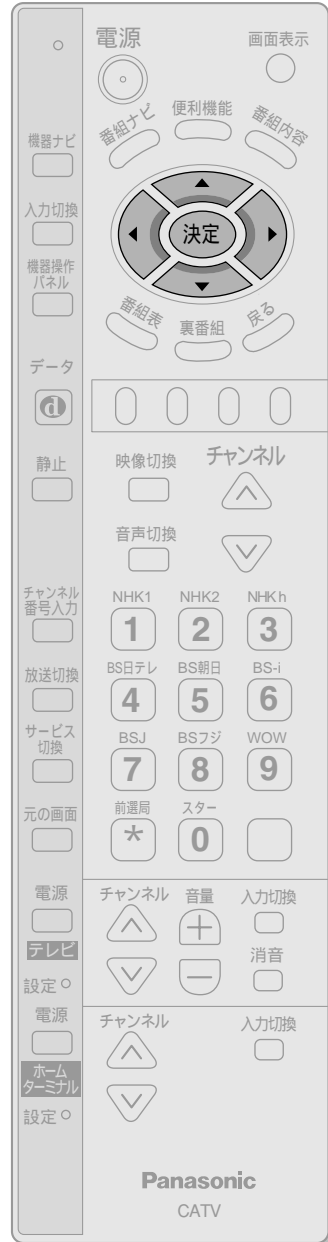 電源
画面表示
番組ナビ
便利機能
番組内容
機器ナビ
入力切換
決定
機器操作
パネル
番組表
裏番組
戻る
データ
d
静止
映像切換
チャンネル
音声切換
チャンネル
番号入力
NHK1 NHK2 NHKh
1 2 3
放送切換
BS日テレ BS朝日 BS-i
4 5 6
サービス
切換
BSJ BSフジ WOW
7 8 9
元の画面
前選局 スター
* 0
電源
テレビ
設定
チャンネル 音量 入力切換
+
消音
-
電源
ホーム
ターミナル
設定
チャンネル 入力切換
Panasonic
CATV